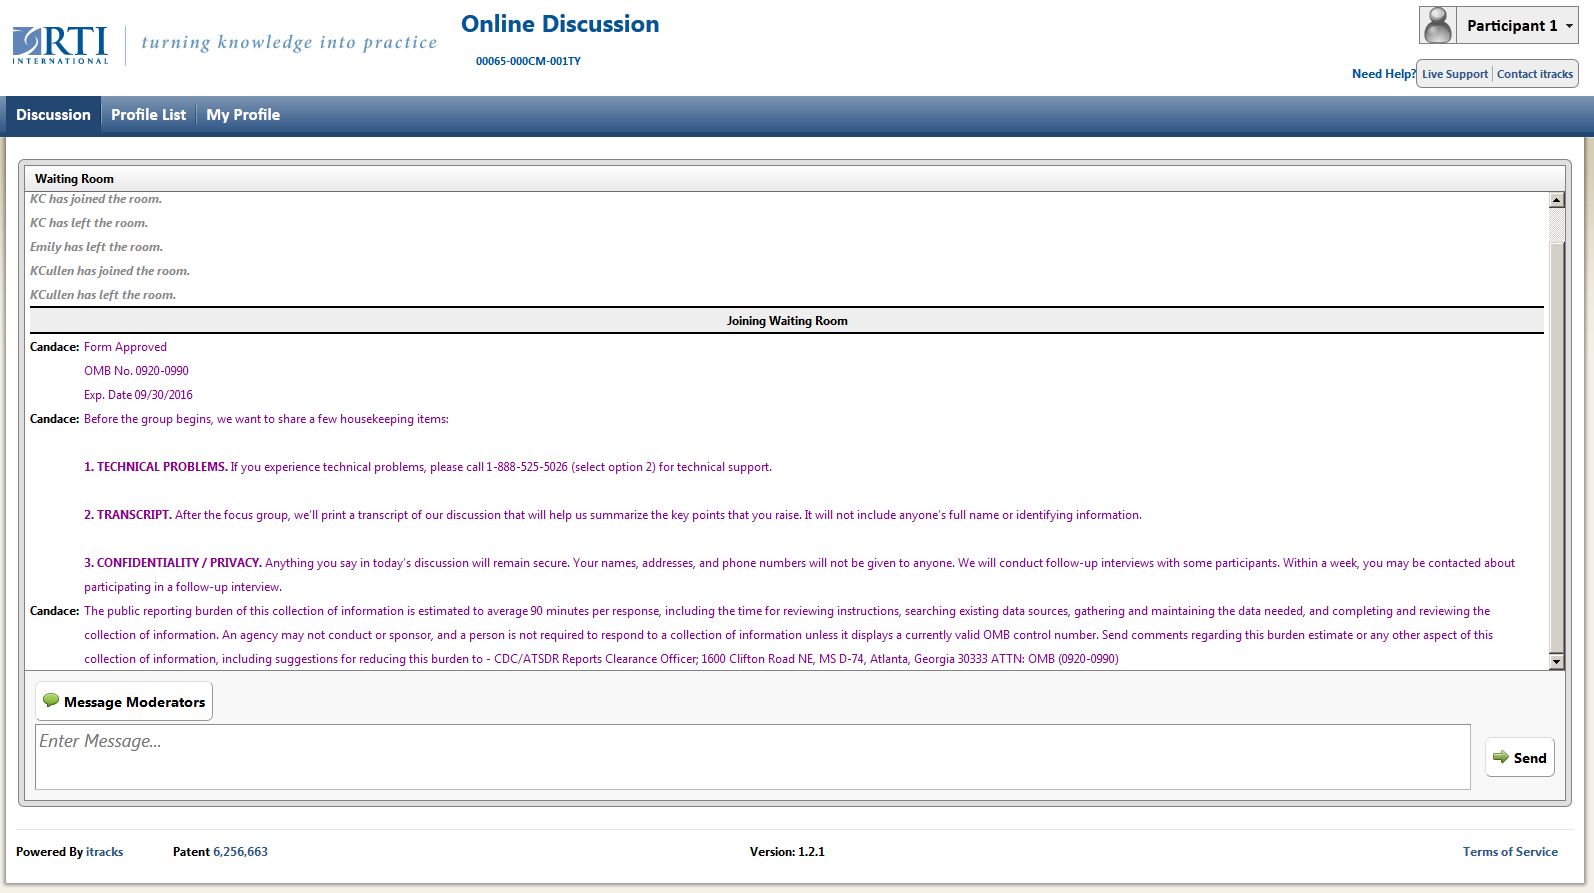 RTI
INTERNATIONAL
turning knowledge into practice
Online Discussion
00065-000CM-001TY
Participant 1
Need Help? Live Support Contact itracks
Discussion Profile List My Profile
Waiting Room
KC has joined the room.
KC has left the room.
Emily has left the room.
KCullen has joined the room.
KCullen has left the room.
Joining Waiting Room
Candace: Form Approved
OMB No. 0920-0990
Exp. Date 09/30/2016
Candace: Before the group begins, we want to share a few housekeeping items:
1. TECHNICAL PROBLEMS. If you experience technical problems, please call 1-888-525-5026 (select option 2) for technical support.
2. TRANSCRIPT. After the focus group, we'll print a transcript of our discussion that will help us summarize the key points that you raise. It will not include anyone's full name or identifying information.
3. CONFIDENTIALITY / PRIVACY. Anything you say in today's discussion will remain secure. Your names, addresses, and phone numbers will not be given to anyone. We will conduct follow-up interviews with some participants. Within a week, you may be contacted about
participating in a follow-up interview.
Candace: The public reporting burden of this collection of information is estimated to average 90 minutes per response, including the time for reviewing instructions, searching existing data sources, gathering and maintaining the data needed, and completing and reviewing the
collection of information. An agency may not conduct or sponsor, and a person is not required to respond to a collection of information unless it displays a currently valid OMB control number. Send comments regarding this burden estimate or any other aspect of this
collection of information, including suggestions for reducing this burden to - CDC/ATSDR Reports Clearance Officer; 1600 Clifton Road NE, MS D-74, Atlanta, Georgia 30333 ATTN: OMB (0920-0990)
Message Moderators
Enter Message...
Send
Powered By itracks Patent 6,256,663 Version: 1.2.1 Terms of Service